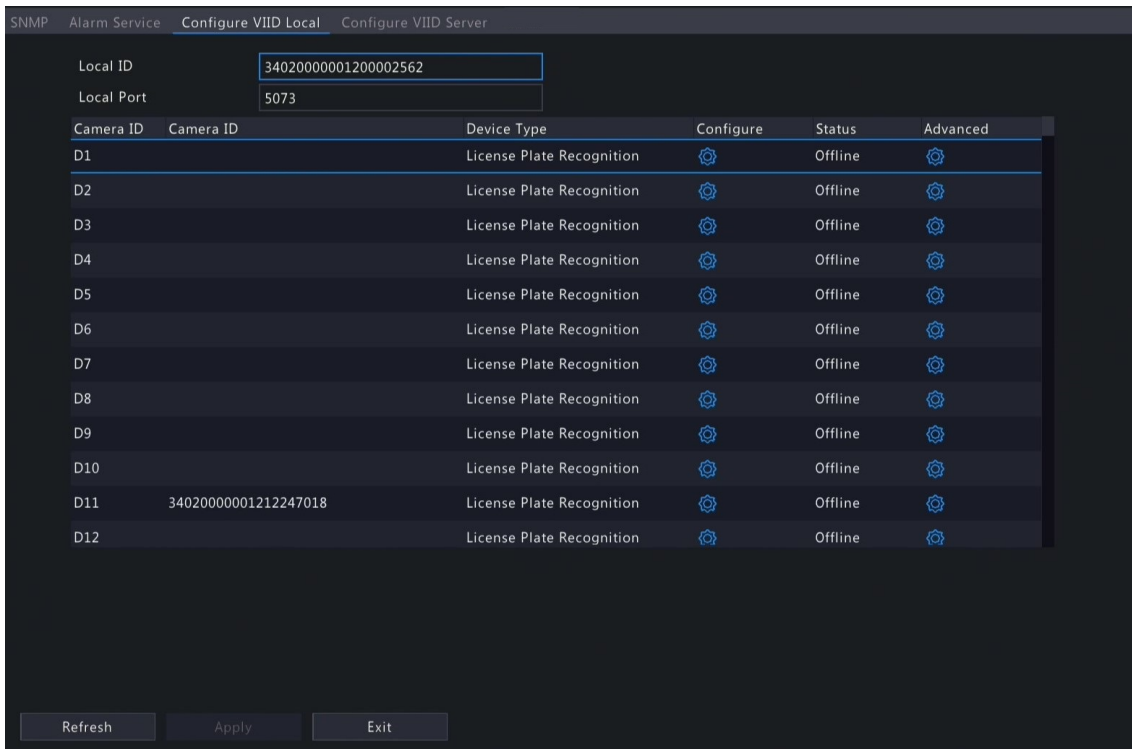 SNMP Alarm Service Configure VIID Local Configure VIID Server
Local ID 34020000001200002562
Local Port 5073
Camera ID Camera ID Device Type Configure Status Advanced
D1 License Plate Recognition Offline
D2 License Plate Recognition Offline
D3 License Plate Recognition Offline
D4 License Plate Recognition Offline
D5 License Plate Recognition Offline
D6 License Plate Recognition Offline
D7 License Plate Recognition Offline
D8 License Plate Recognition Offline
D9 License Plate Recognition Offline
D10 License Plate Recognition Offline
D11 34020000001212247018 License Plate Recognition Offline
D12 License Plate Recognition Offline
Refresh Apply Exit